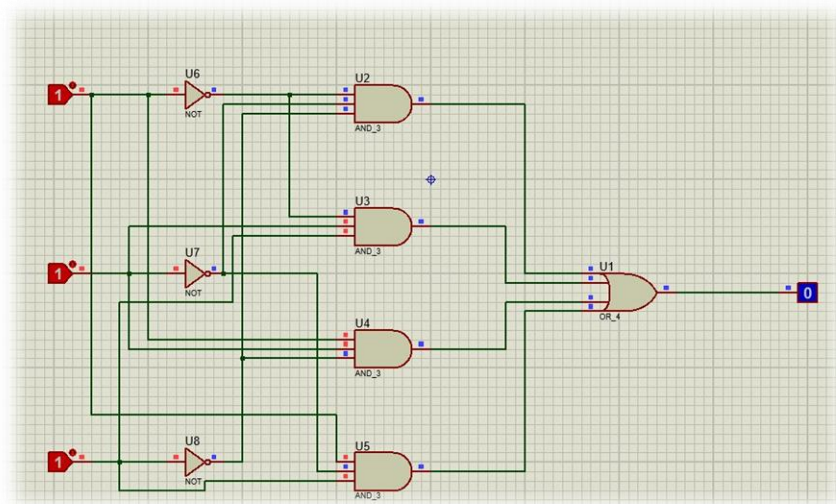 U6
1
NOT
U2
AND_3
U3
AND_3
U7
1
NOT
U1
OR_4
0
U4
AND_3
U8
1
NOT
U5
AND_3